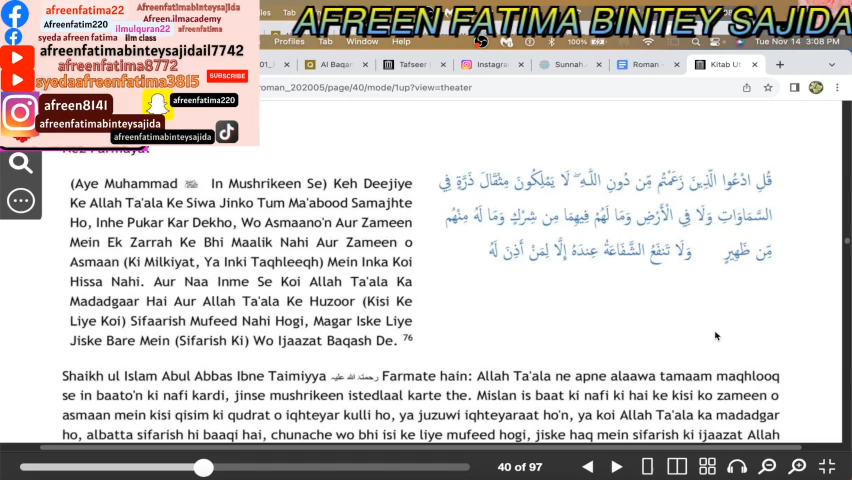 afreenfatima22
Afreenfatimabinteysajida
Afreen.ilmacademy
Afreenfatim220
ilmulquran22
afreenfatima
syeda afreen fatima
ilm class
afreenfatimabinteysajidail7742
afreenfatima8772
syedaafreenfatima3815
SUBSCRIBE
afreen8141
afreenfatima220
afreenfatimabinteysajida
afreenfatimabinteysajida
AFREEN FATIMA BINTEY SAJIDA
Profiles Tab Window Help
100%
Tue Nov 14 3:08 PM
Al Baqar
Tafseer I
Instagran
Sunnah
Roman -
Kitab Ut
roman_202005/page/40/mode/1up?view=theater
Nez Farmaya:
(Aye Muhammad ﷺ In Mushrikeen Se) Keh Deejiye
Ke Allah Ta'ala Ke Siwa Jinko Tum Ma'abood Samajhte
Ho, Inhe Pukar Kar Dekho, Wo Asmaano'n Aur Zameen
Mein Ek Zarrah Ke Bhi Maalik Nahi Aur Zameen o
Asmaan (Ki Milkiyat, Ya Inki Taqhleeqh) Mein Inka Koi
Hissa Nahi. Aur Naa Inme Se Koi Allah Ta'ala Ka
Madadgaar Hai Aur Allah Ta'ala Ke Huzoor (Kisi Ke
Liye Koi) Sifaarish Mufeed Nahi Hogi, Magar Iske Liye
Jiske Bare Mein (Sifarish Ki) Wo Ijaazat Baqash De. 76
قُلِ ادْعُوا الَّذِينَ زَعَمْتُم مِّن دُونِ اللَّهِ ۖ لَا يَمْلِكُونَ مِثْقَالَ ذَرَّةٍ فِي
السَّمَاوَاتِ وَلَا فِي الْأَرْضِ وَمَا لَهُمْ فِيهِمَا مِن شِرْكٍ وَمَا لَهُ مِنْهُم
مِّن ظَهِيرٍ وَلَا تَنفَعُ الشَّفَاعَةُ عِندَهُ إِلَّا لِمَنْ أَذِنَ لَهُ
Shaikh ul Islam Abul Abbas Ibne Taimiyya رحمۃ اللہ علیہ Farmate hain: Allah Ta'ala ne apne alaawa tamaam maqhlooq
se in baato'n ki nafi kardi, jinse mushrikeen istedlaal karte the. Mislan is baat ki nafi ki hai ke kisi ko zameen o
asmaan mein kisi qisim ki qudrat o iqhteyar kulli ho, ya juzuwi iqhteyaraat ho'n, ya koi Allah Ta'ala ka madadgar
ho, albatta sifarish hi baaqi hai, chunache wo bhi isi ke liye mufeed hogi, jiske haq mein sifarish ki ijaazat Allah
40 of 97